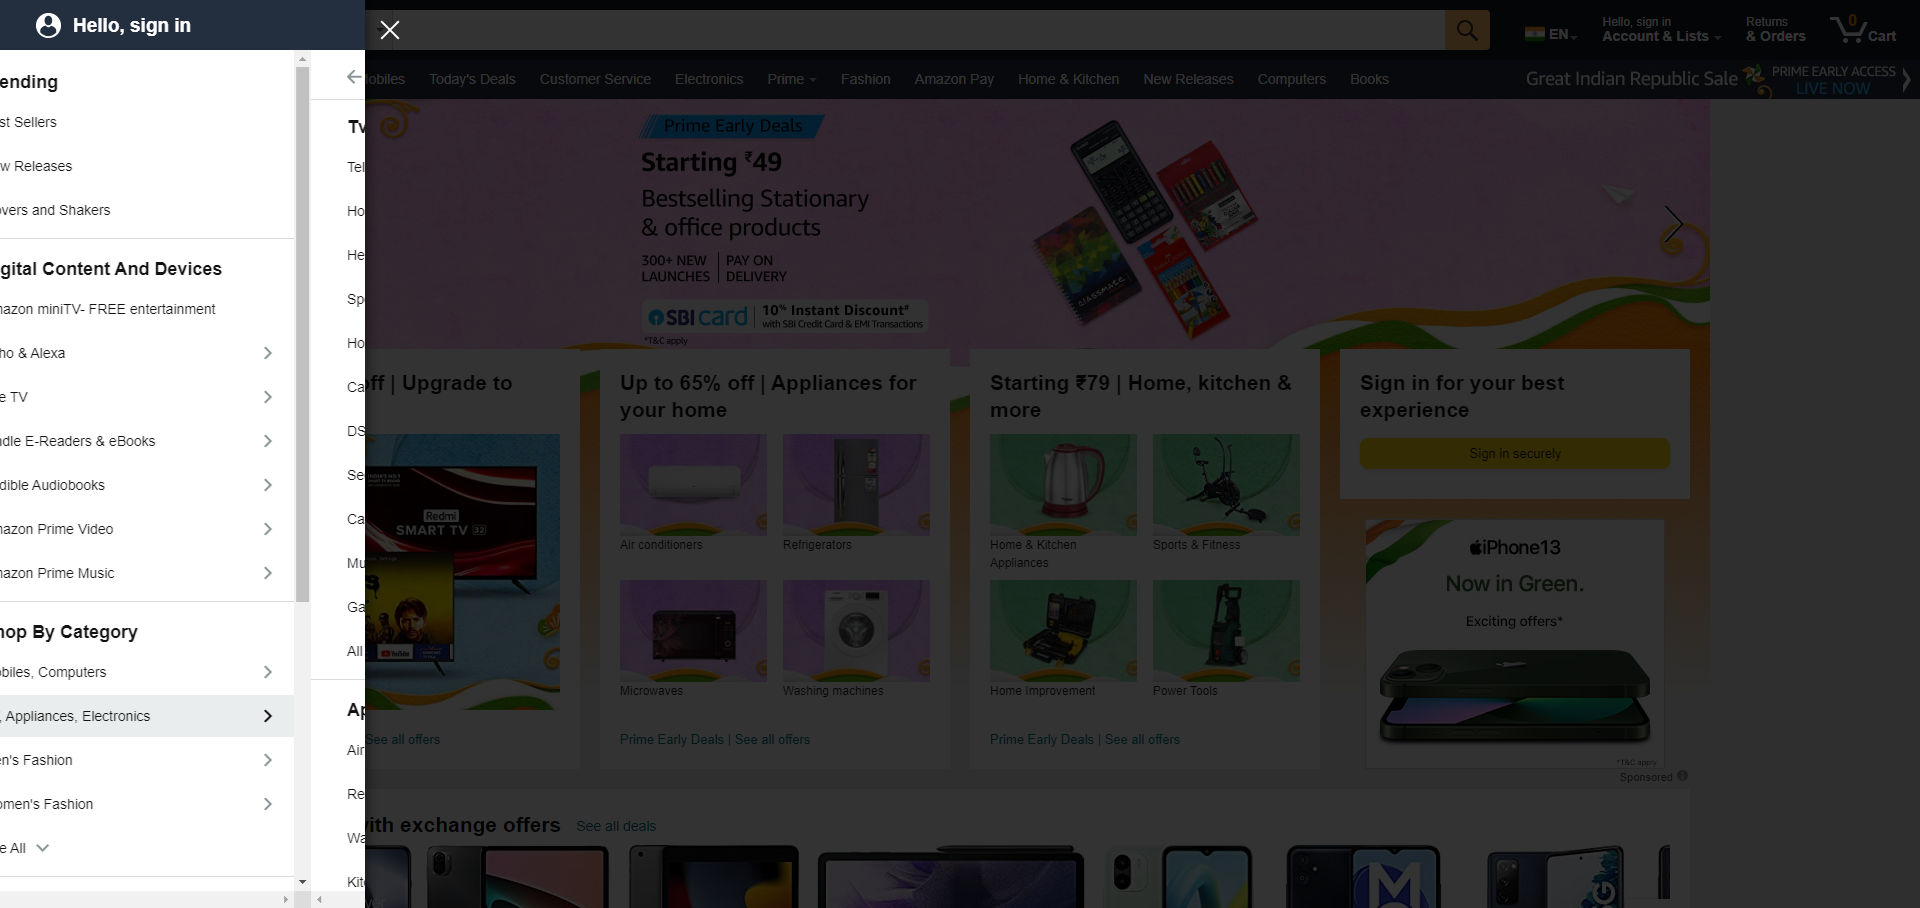 Hello, sign in
ending
st Sellers
w Releases
vers and Shakers
gital Content And Devices
azon miniTV- FREE entertainment
ho & Alexa
e TV
dle E-Readers & eBooks
dible Audiobooks
azon Prime Video
azon Prime Music
hop By Category
biles, Computers
, Appliances, Electronics
n's Fashion
omen's Fashion
e All
Tv
Tel
Ho
He
Sp
Ho
Ca
DS
Se
Ca
Mu
Ga
All
Ap
Air
Re
Wa
Kit
EN
Hello, sign in
Account & Lists
Returns
& Orders
0
Cart
obiles Today's Deals Customer Service Electronics Prime Fashion Amazon Pay Home & Kitchen New Releases Computers Books
Great Indian Republic Sale
PRIME EARLY ACCESS
LIVE NOW
Prime Early Deals
Starting ₹49
Bestselling Stationary
& office products
300+ NEW
LAUNCHES
PAY ON
DELIVERY
SBI card
10% Instant Discount#
with SBI Credit Card & EMI Transactions
*T&C apply
CLASSMATE
ff | Upgrade to
Redmi
SMART TV 32
YouTube
See all offers
Up to 65% off | Appliances for
your home
Air conditioners
Refrigerators
Microwaves
Washing machines
Prime Early Deals | See all offers
Starting ₹79 | Home, kitchen &
more
Home & Kitchen
Appliances
Sports & Fitness
Home Improvement
Power Tools
Prime Early Deals | See all offers
Sign in for your best
experience
Sign in securely
iPhone13
Now in Green.
Exciting offers*
*T&C apply
Sponsored
with exchange offers
See all deals
M